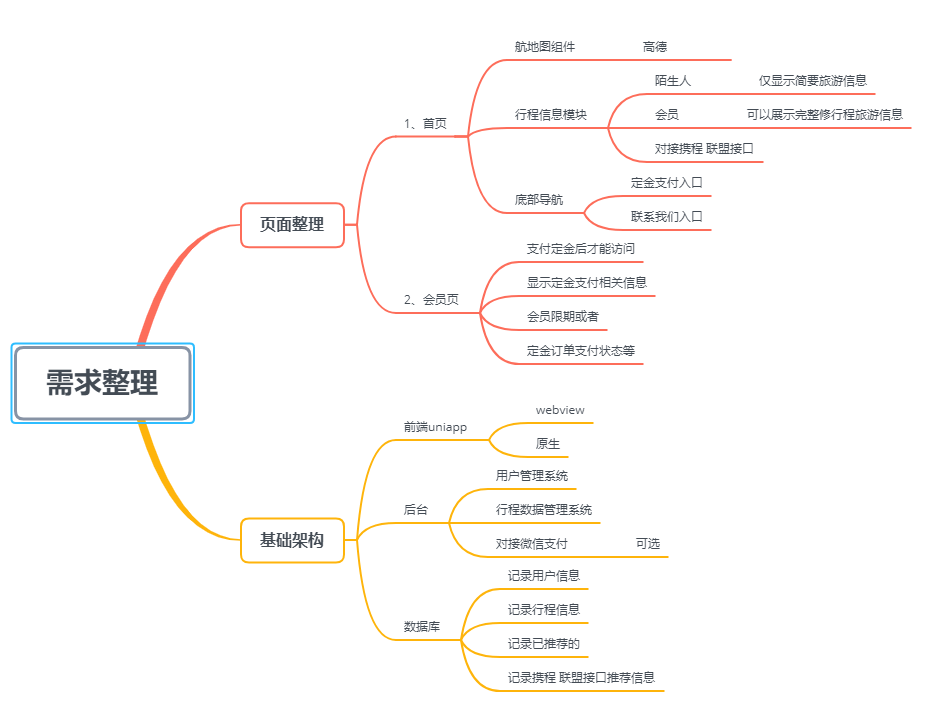 航地图组件
高德
陌生人
仅显示简要旅游信息
1、首页
行程信息模块
会员
可以展示完整修行程旅游信息
对接携程 联盟接口
底部导航
定金支付入口
联系我们入口
页面整理
支付定金后才能访问
显示定金支付相关信息
2、会员页
会员限期或者
定金订单支付状态等
需求整理
前端uniapp
webview
原生
用户管理系统
后台
行程数据管理系统
对接微信支付
可选
基础架构
记录用户信息
记录行程信息
数据库
记录已推荐的
记录携程 联盟接口推荐信息